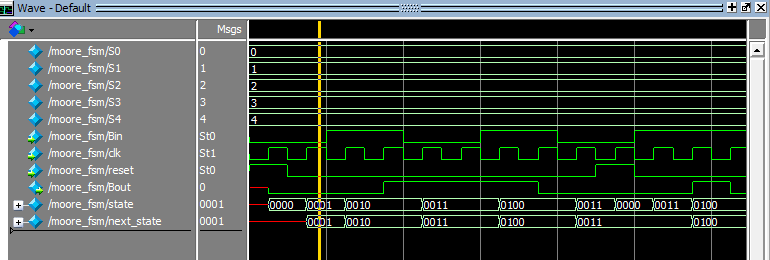 Wave - Default
Msgs
/moore_fsm/S0 0 0
/moore_fsm/S1 1 1
/moore_fsm/S2 2 2
/moore_fsm/S3 3 3
/moore_fsm/S4 4 4
/moore_fsm/Bin St0
/moore_fsm/clk St1
/moore_fsm/reset St0
/moore_fsm/Bout 0
/moore_fsm/state 0001 0000 0001 0010 0011 0100 0011 0000 0011 0100
/moore_fsm/next_state 0001 0001 0010 0011 0100 0011 0100